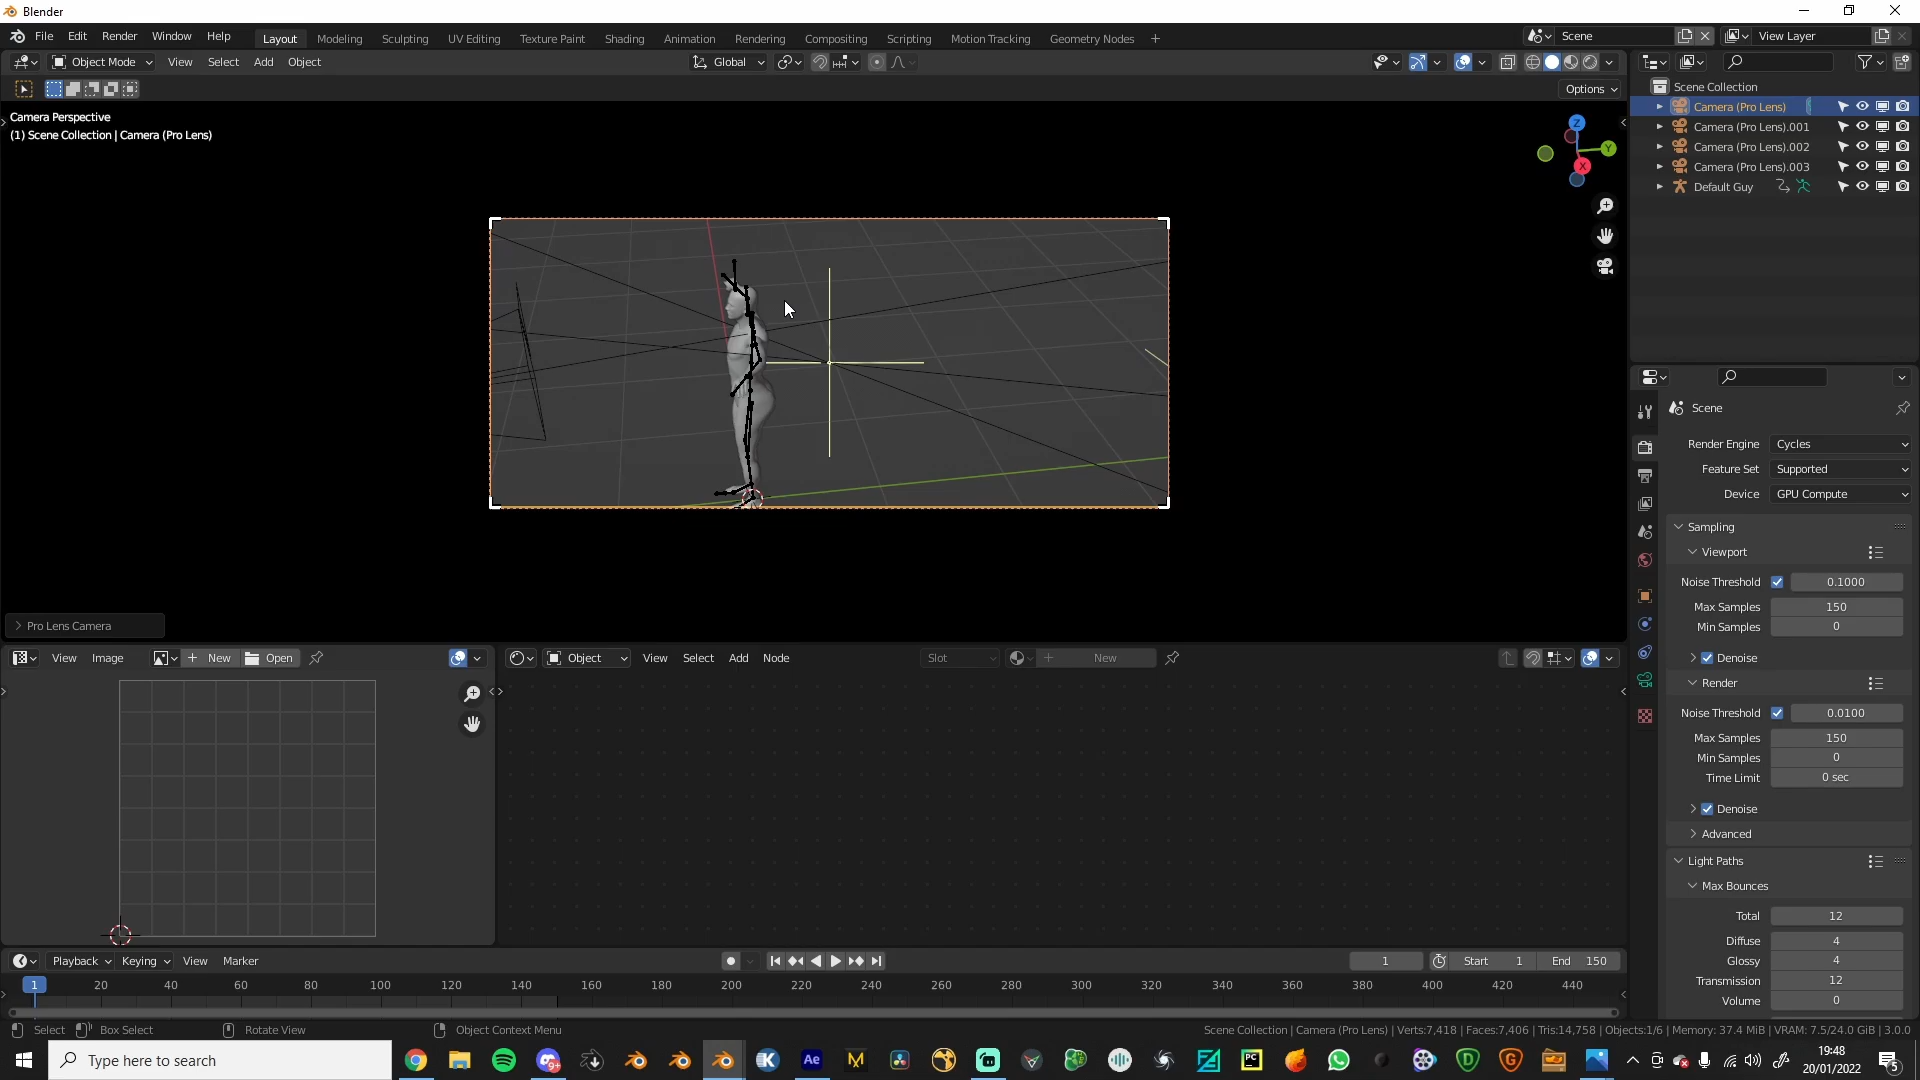 Blender
File Edit Render Window Help
Layout Modeling Sculpting UV Editing Texture Paint Shading Animation Rendering Compositing Scripting Motion Tracking Geometry Nodes +
Scene
View Layer
Object Mode View Select Add Object
Global
Options
Camera Perspective
(1) Scene Collection | Camera (Pro Lens)
Z
Y
X
Scene Collection
Camera (Pro Lens)
Camera (Pro Lens).001
Camera (Pro Lens).002
Camera (Pro Lens).003
Default Guy
Scene
Render Engine Cycles
Feature Set Supported
Device GPU Compute
Sampling
Viewport
Noise Threshold 0.1000
Max Samples 150
Min Samples 0
Denoise
Render
Noise Threshold 0.0100
Max Samples 150
Min Samples 0
Time Limit 0 sec
Denoise
Advanced
Light Paths
Max Bounces
Total 12
Diffuse 4
Glossy 4
Transmission 12
Volume 0
Pro Lens Camera
View Image New Open
Object View Select Add Node Slot New
Playback Keying View Marker
1 Start 1 End 150
1 20 40 60 80 100 120 140 160 180 200 220 240 260 280 300 320 340 360 380 400 420 440
Select Box Select Rotate View Object Context Menu
Scene Collection | Camera (Pro Lens) | Verts:7,418 | Faces:7,406 | Tris:14,758 | Objects:1/6 | Memory: 37.4 MiB | VRAM: 7.5/24.0 GiB | 3.0.0
Type here to search
9+
K
Ae
M
PC
D
G
19:48
20/01/2022
5